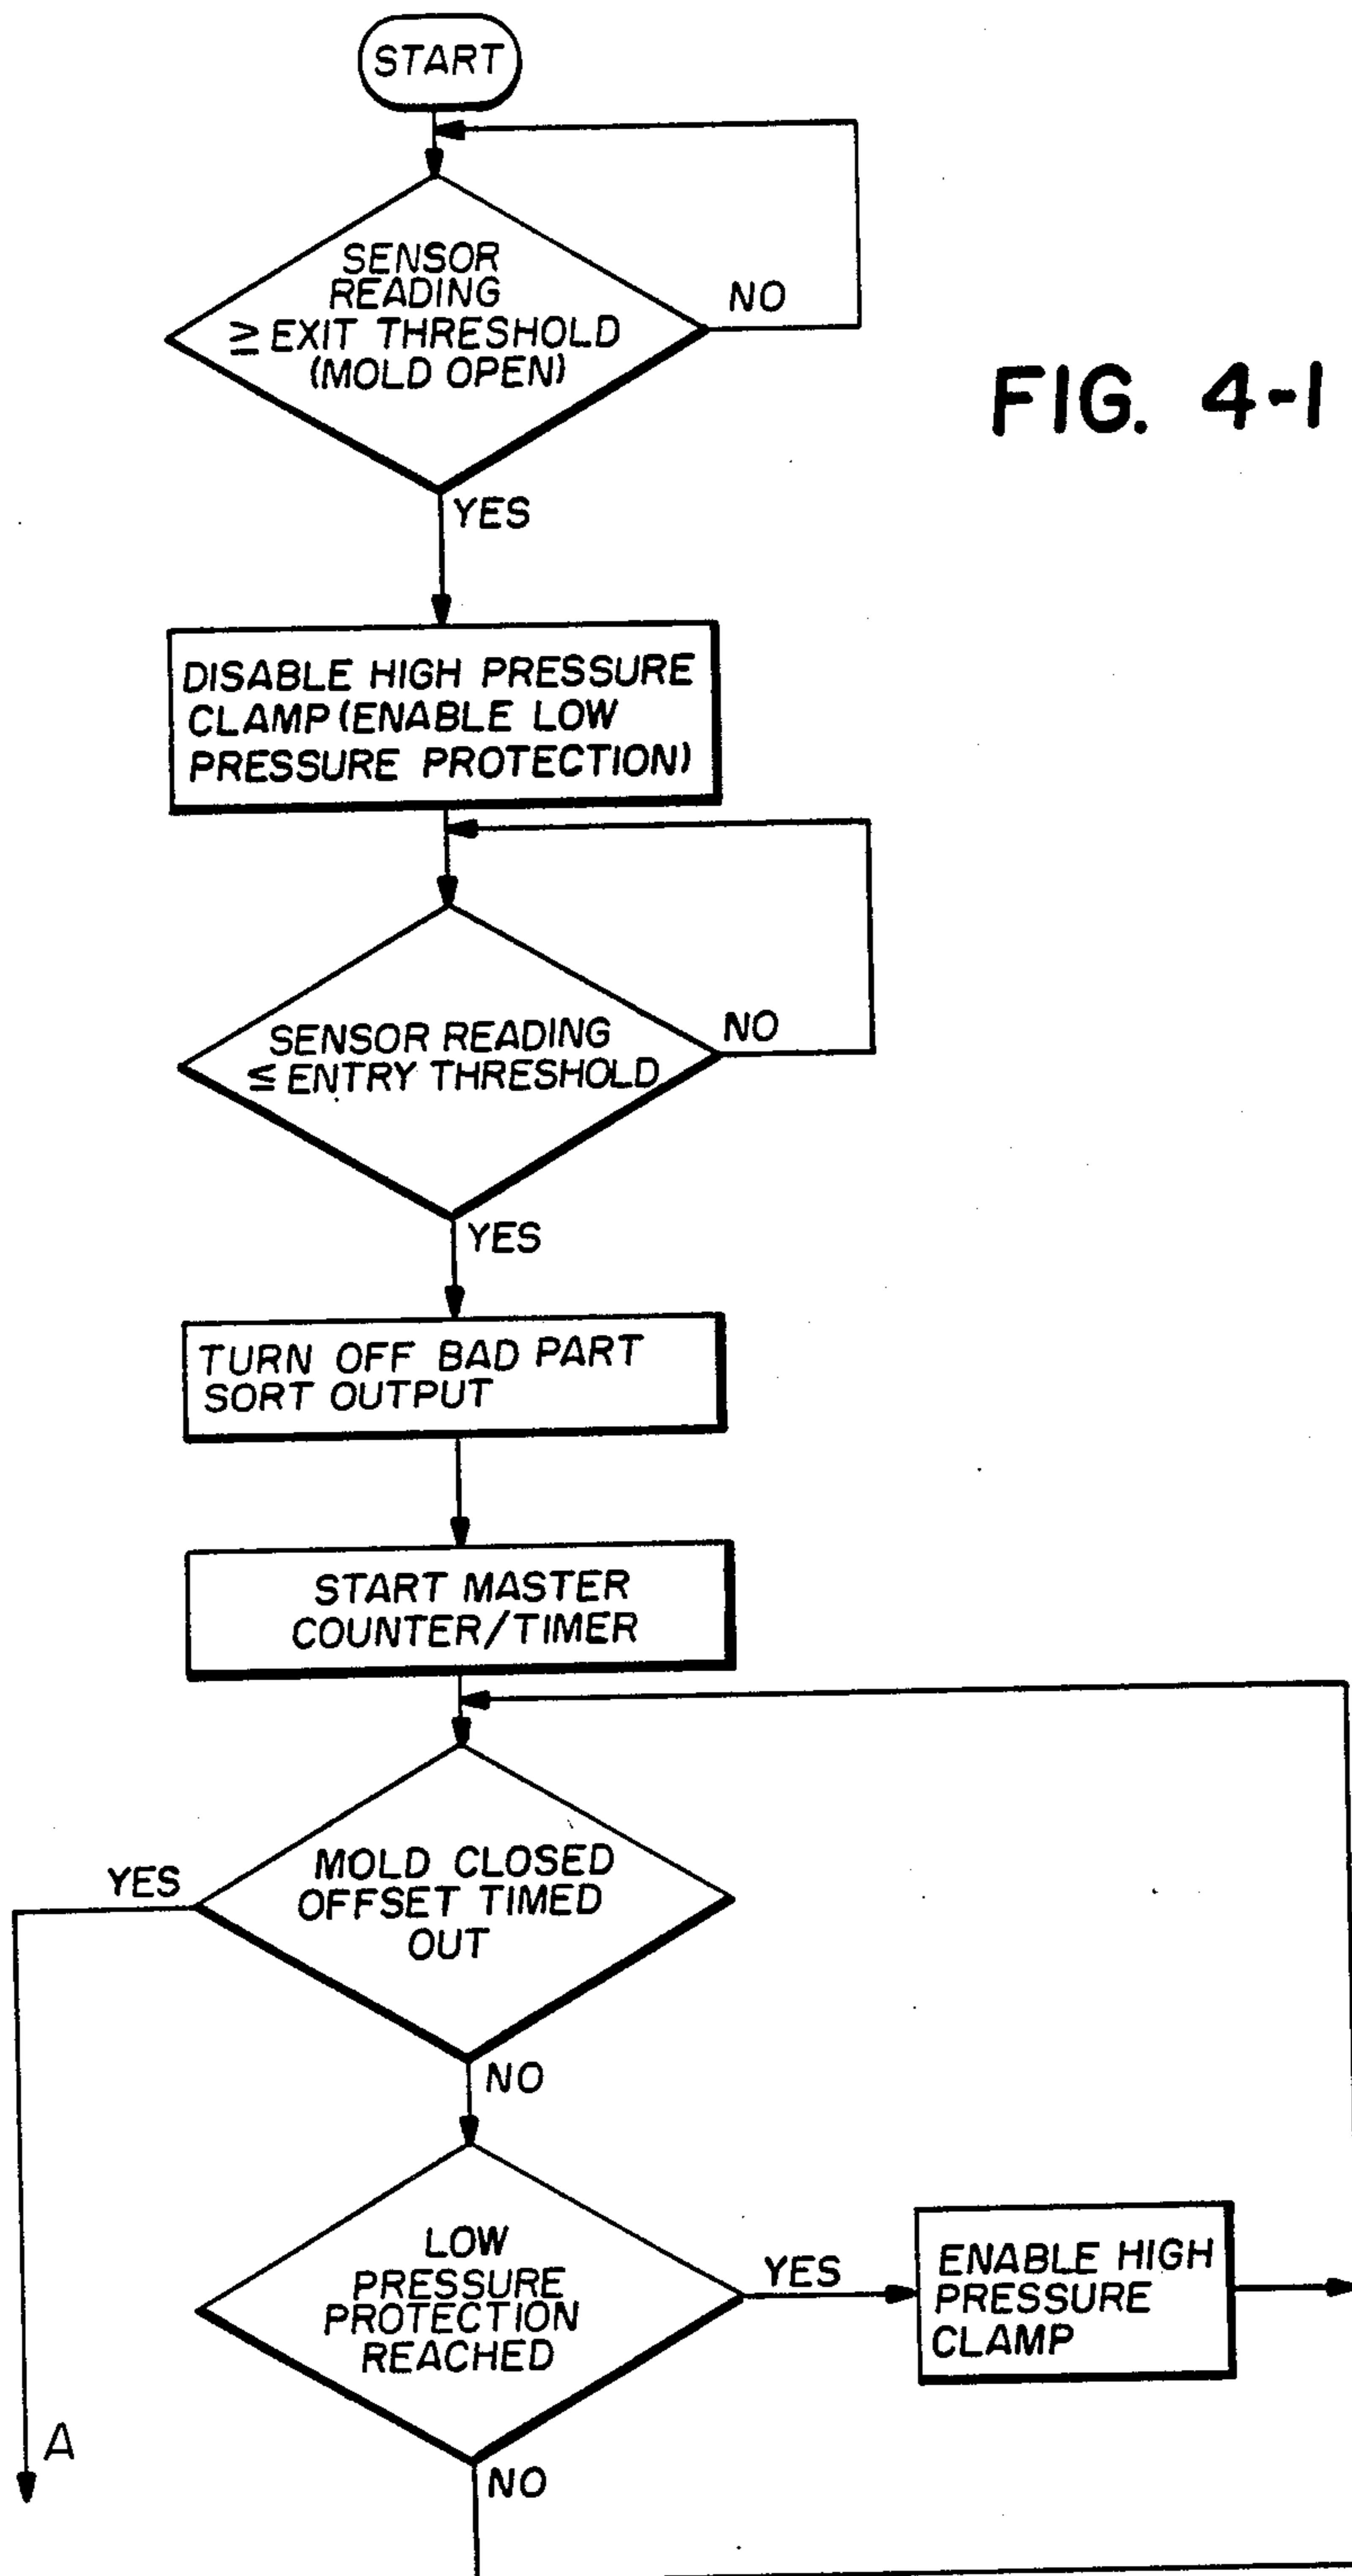 START
SENSOR
READING
≥ EXIT THRESHOLD
(MOLD OPEN)
NO
FIG. 4-1
YES
DISABLE HIGH PRESSURE
CLAMP (ENABLE LOW
PRESSURE PROTECTION)
SENSOR READING
≤ ENTRY THRESHOLD
NO
YES
TURN OFF BAD PART
SORT OUTPUT
START MASTER
COUNTER/TIMER
YES
MOLD CLOSED
OFFSET TIMED
OUT
NO
LOW
PRESSURE
PROTECTION
REACHED
YES
ENABLE HIGH
PRESSURE
CLAMP
A
NO